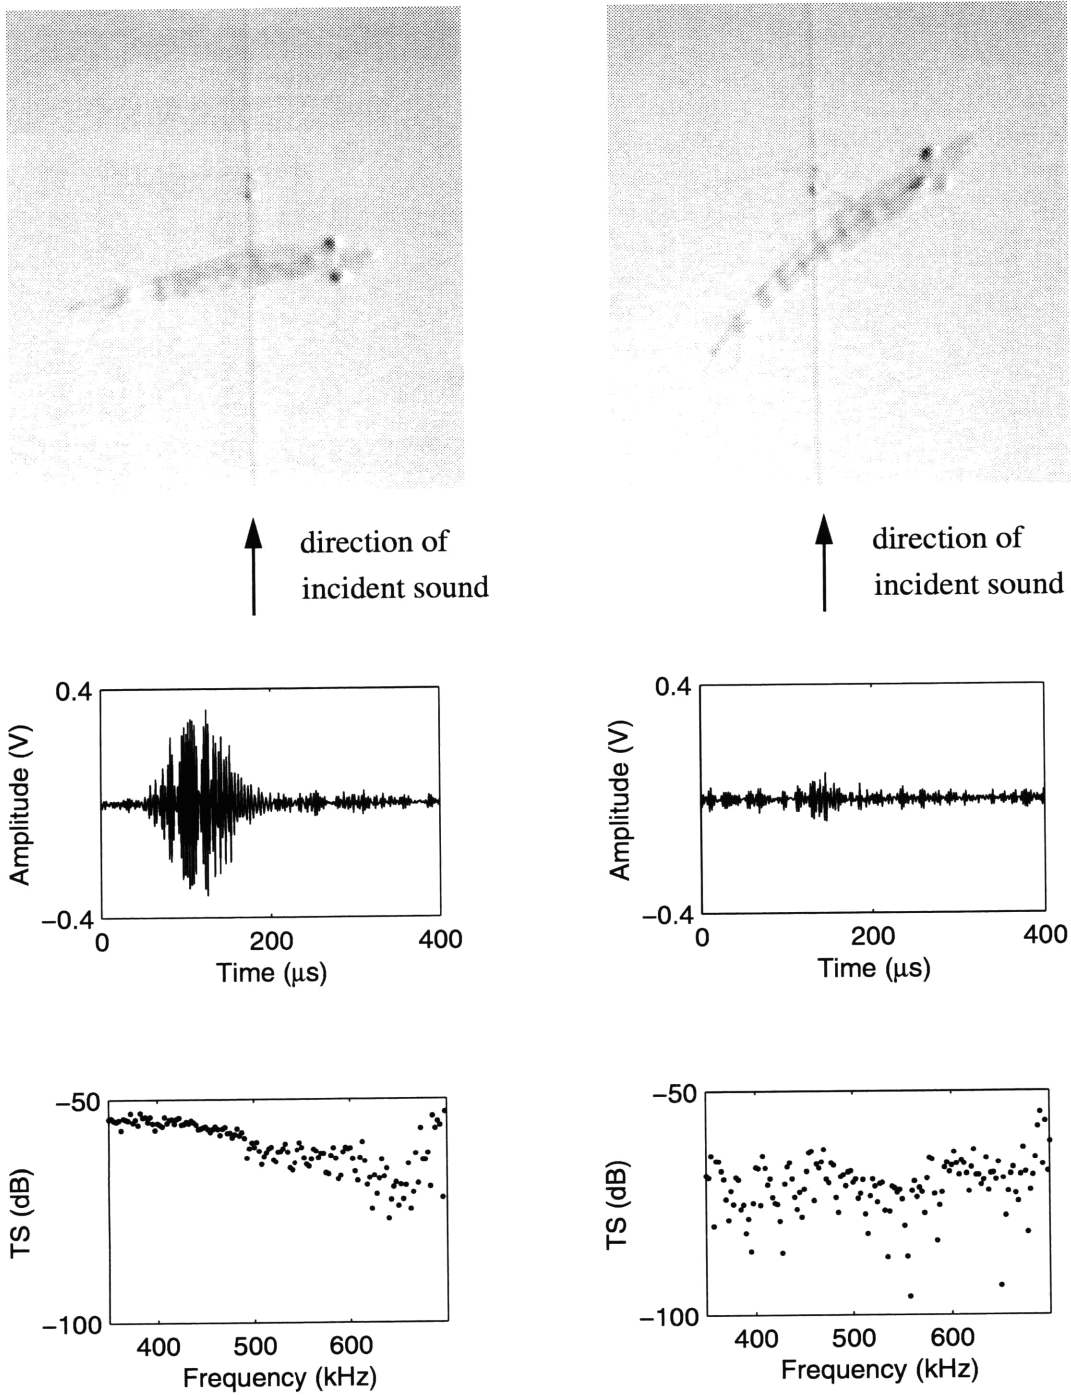 direction of
incident sound
direction of
incident sound
0.4
Amplitude (V)
−0.4
0
200
400
Time (μs)
0.4
Amplitude (V)
−0.4
0
200
400
Time (μs)
−50
TS (dB)
−100
400
500
600
Frequency (kHz)
−50
TS (dB)
−100
400
500
600
Frequency (kHz)